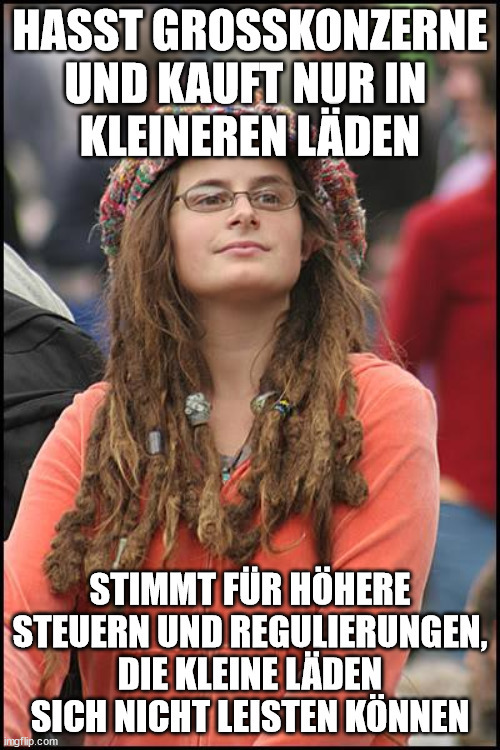 HASST GROSSKONZERNE
UND KAUFT NUR IN
KLEINEREN LÄDEN
STIMMT FÜR HÖHERE
STEUERN UND REGULIERUNGEN,
DIE KLEINE LÄDEN
SICH NICHT LEISTEN KÖNNEN
imgflip.com